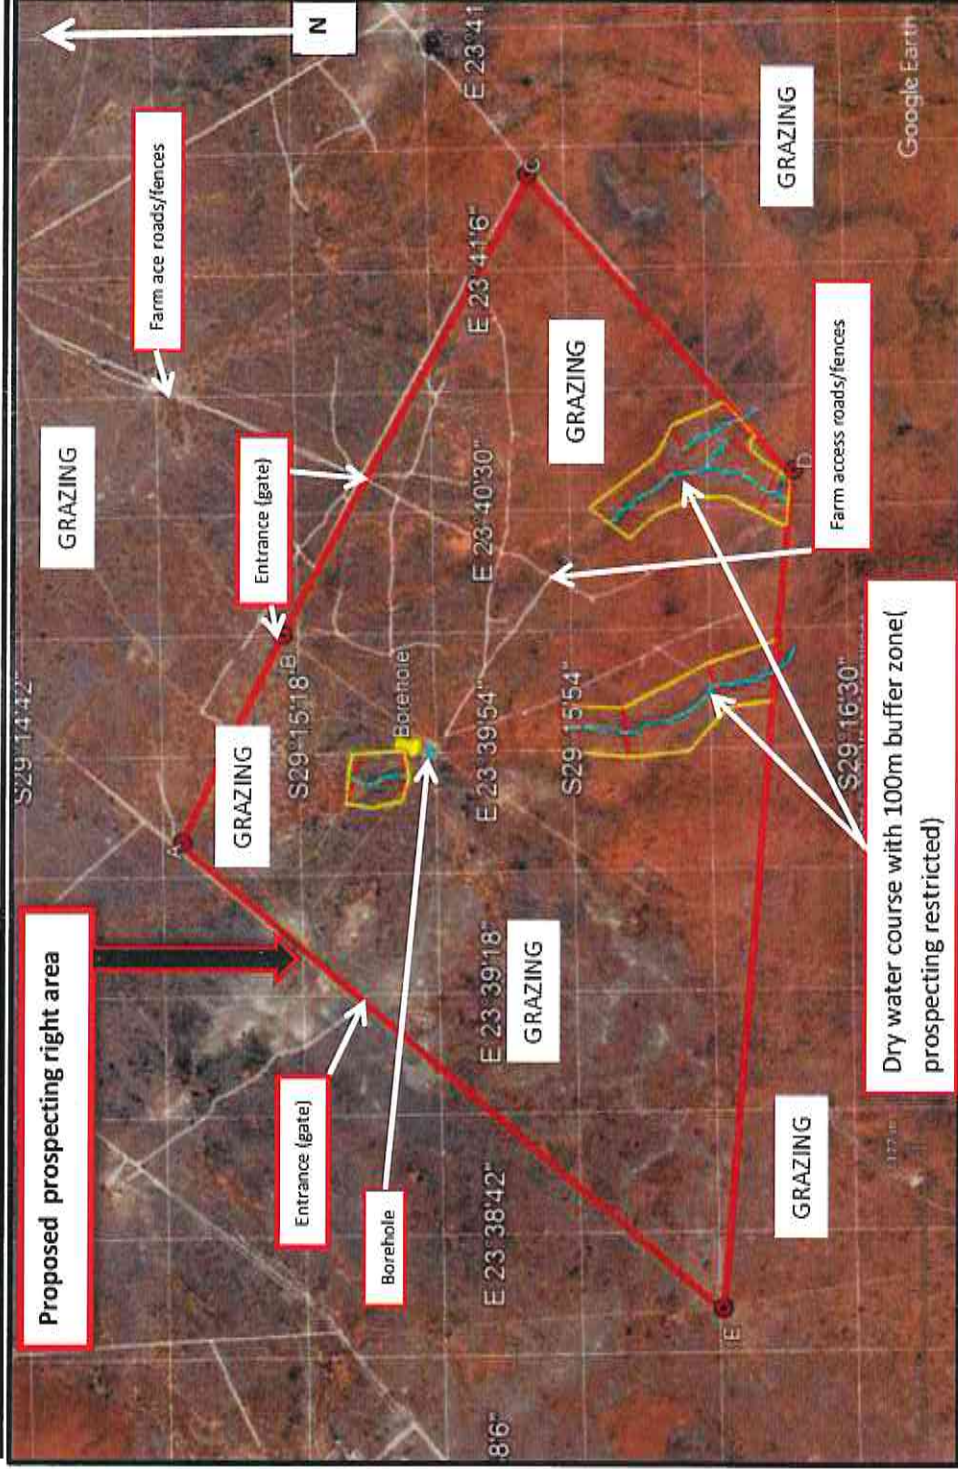 N
E 23°41
Farm ace roads/fences
GRAZING
Entrance (gate)
S29°14'42"
Proposed prospecting right area
A
GRAZING
B
S29°15'18"
Borehole
E 23°41'6"
C
GRAZING
Google Earth
E 23°40'30"
GRAZING
Farm access roads/fences
D
E 23°39'54"
S29°15'54"
S29°16'30"
Entrance (gate)
Borehole
E 23°39'18"
GRAZING
E 23°38'42"
8'6"
E
GRAZING
Dry water course with 100m buffer zone(
prospecting restricted)